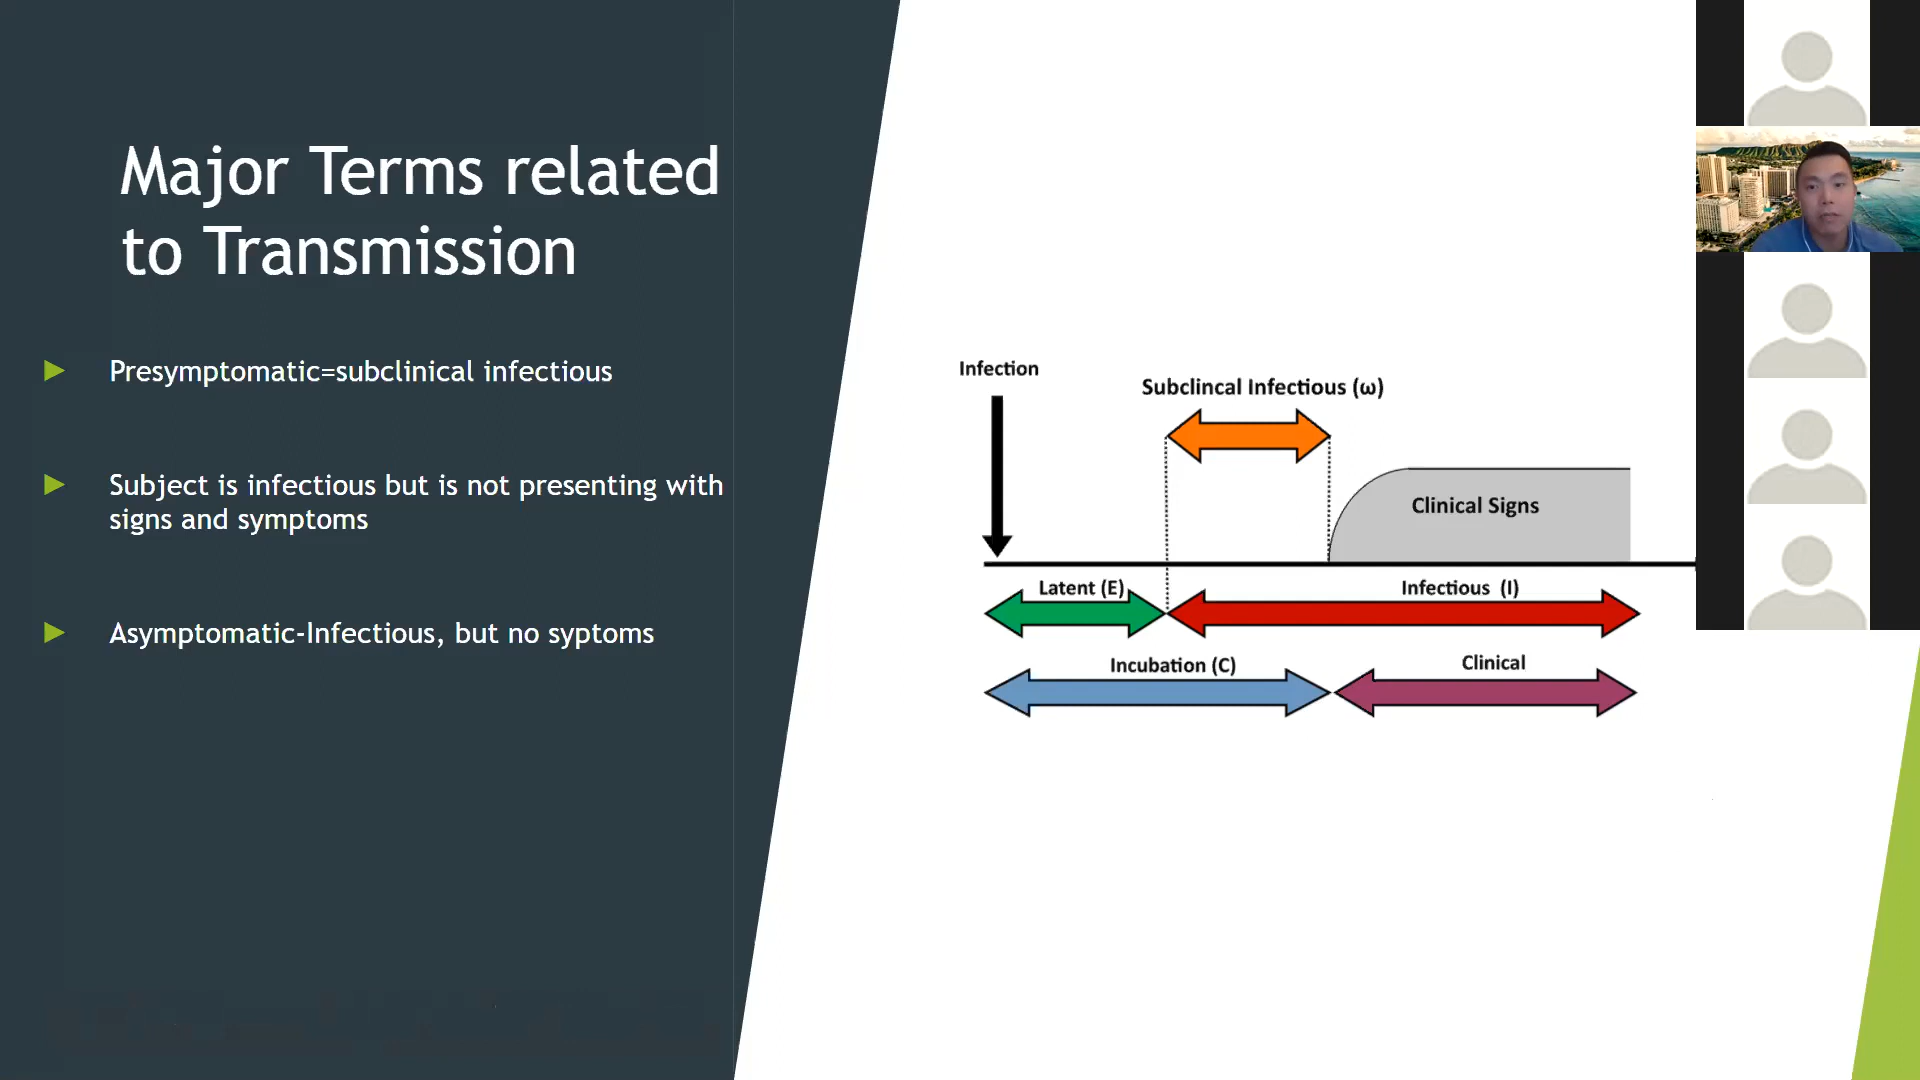 Major Terms related
to Transmission
Presymptomatic=subclinical infectious
Subject is infectious but is not presenting with
signs and symptoms
Asymptomatic-Infectious, but no syptoms
Infection
Subclincal Infectious (ω)
Clinical Signs
Latent (E)
Infectious (I)
Incubation (C)
Clinical